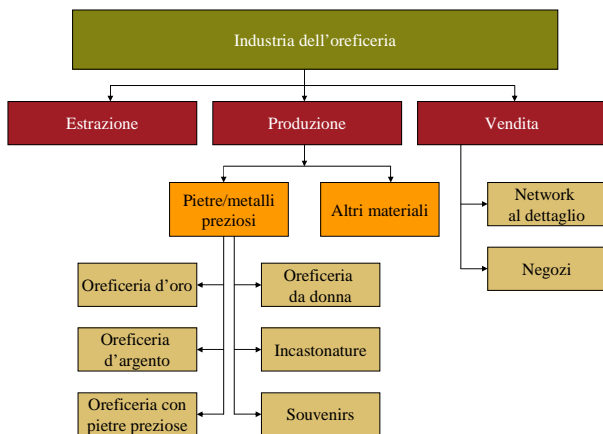 Industria dell'oreficeria
Estrazione
Produzione
Vendita
Pietre/metalli
preziosi
Altri materiali
Network
al dettaglio
Negozi
Oreficeria d'oro
Oreficeria
da donna
Oreficeria
d'argento
Incastonature
Oreficeria con
pietre preziose
Souvenirs